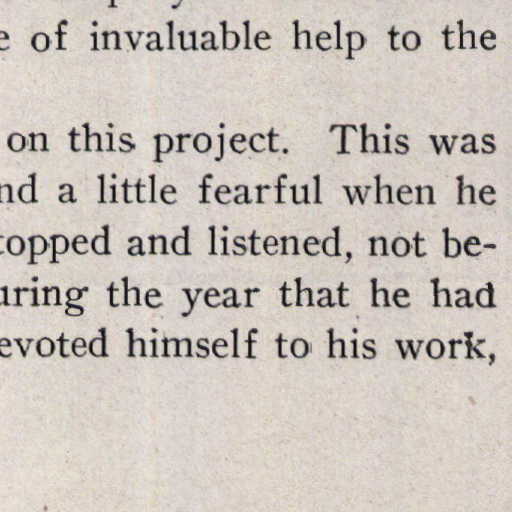 e of invaluable help to the
on this project. This was
nd a little fearful when he
topped and listened, not be-
uring the year that he had
evoted himself to his work,